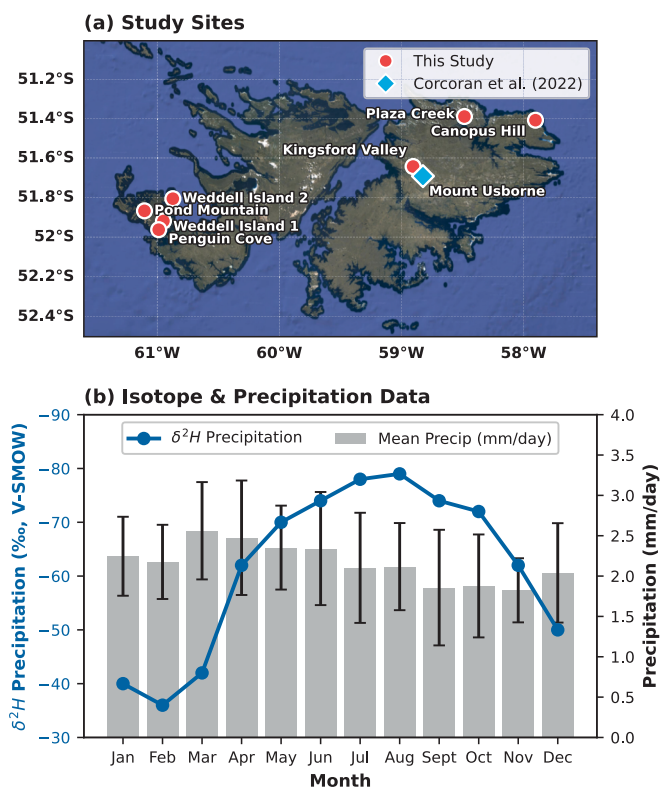 (a) Study Sites
This Study
Corcoran et al. (2022)
51.2°S
51.4°S
51.6°S
51.8°S
52°S
52.2°S
52.4°S
Plaza Creek
Canopus Hill
Kingsford Valley
Mount Usborne
Weddell Island 2
Pond Mountain
Weddell Island 1
Penguin Cove
61°W 60°W 59°W 58°W
(b) Isotope & Precipitation Data
δ²H Precipitation
Mean Precip (mm/day)
δ²H Precipitation (‰, V-SMOW)
−90
−80
−70
−60
−50
−40
−30
4.0
3.5
3.0
2.5
2.0
1.5
1.0
0.5
0.0
Precipitation (mm/day)
Jan Feb Mar Apr May Jun Jul Aug Sept Oct Nov Dec
Month